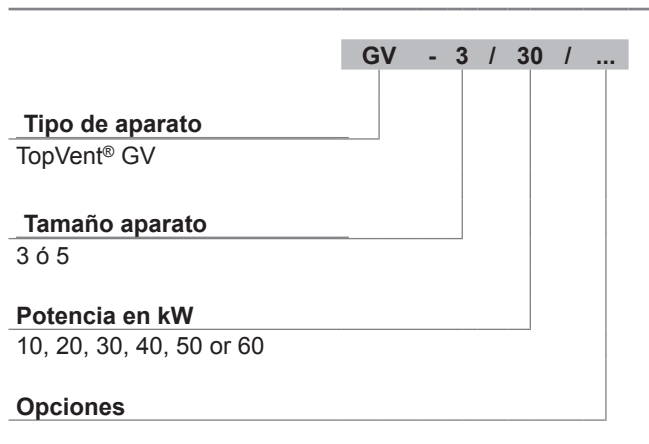 GV - 3 / 30 / ...
Tipo de aparato
TopVent® GV
Tamaño aparato
3 ó 5
Potencia en kW
10, 20, 30, 40, 50 or 60
Opciones